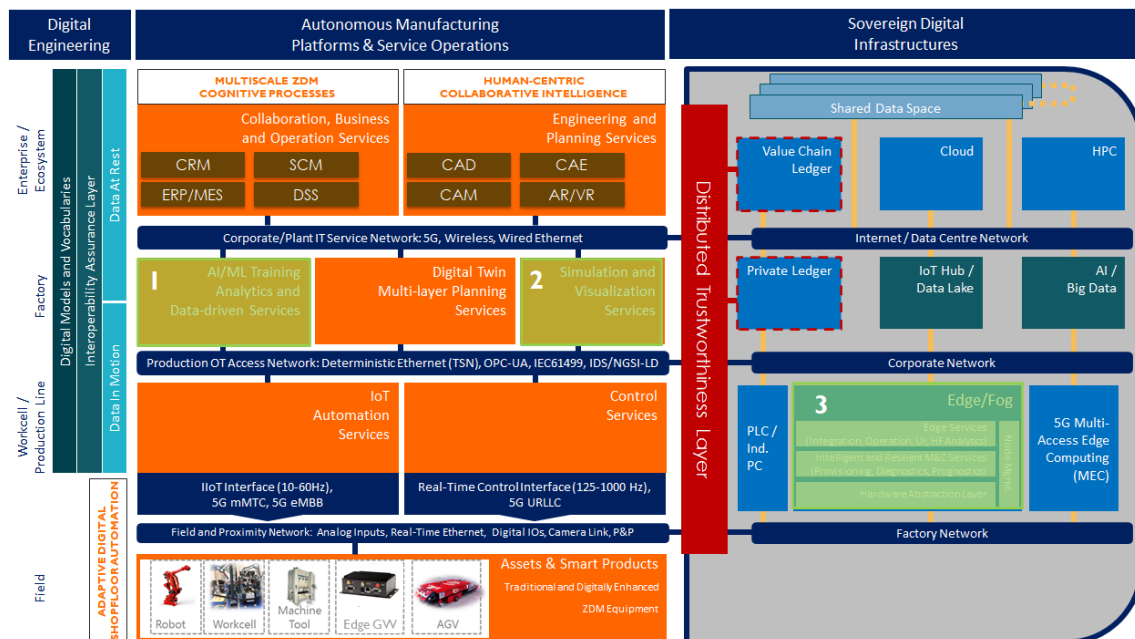 Digital
Engineering
Autonomous Manufacturing
Platforms & Service Operations
Sovereign Digital
Infrastructures
Enterprise /
Ecosystem
Factory
Workcell /
Production Line
Field
Digital Models and Vocabularies
Interoperability Assurance Layer
Data At Rest
Data In Motion
ADAPTIVE DIGITAL
SHOPFLOOR AUTOMATION
MULTISCALE ZDM
COGNITIVE PROCESSES
HUMAN-CENTRIC
COLLABORATIVE INTELLIGENCE
Collaboration, Business
and Operation Services
CRM
SCM
ERP/MES
DSS
Engineering and
Planning Services
CAD
CAE
CAM
AR/VR
Corporate/Plant IT Service Network: 5G, Wireless, Wired Ethernet
1
AI/ML Training
Analytics and
Data-driven Services
Digital Twin
Multi-layer Planning
Services
2
Simulation and
Visualization
Services
Production OT Access Network: Deterministic Ethernet (TSN), OPC-UA, IEC61499, IDS/NGSI-LD
IoT
Automation
Services
Control
Services
IIoT Interface (10-60Hz),
5G mMTC, 5G eMBB
Real-Time Control Interface (125-1000 Hz),
5G URLLC
Field and Proximity Network: Analog Inputs, Real-Time Ethernet, Digital IOs, Camera Link, P&P
Robot
Workcell
Machine
Tool
Edge GW
AGV
Assets & Smart Products
Traditional and Digitally Enhanced
ZDM Equipment
Distributed Trustworthiness Layer
Shared Data Space
Value Chain
Ledger
Cloud
HPC
Internet / Data Centre Network
Private Ledger
IoT Hub /
Data Lake
AI /
Big Data
Corporate Network
PLC /
Ind.
PC
3
Edge/Fog
Edge Services
(Integration, Operation, UI, HF Analytics)
Intelligent and Resilient M&C Services
(Provisioning, Diagnostics, Prognostics)
Hardware Abstraction Layer
Node Mgmt
5G Multi-
Access Edge
Computing
(MEC)
Factory Network